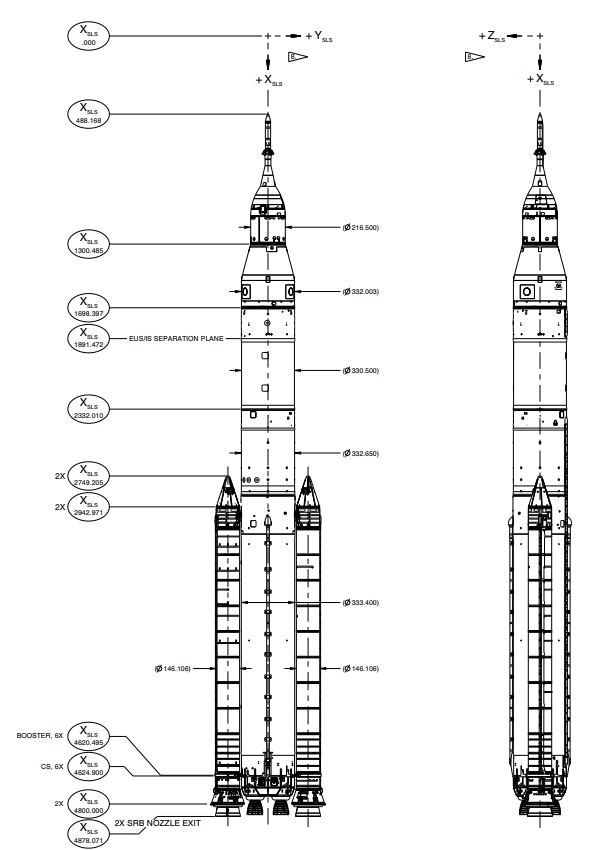 X SLS
.000
+ Y SLS
8.
+ X SLS
+ Z SLS
8.
+ X SLS
X SLS
488.168
(Ø 216.500)
X SLS
1300.485
(Ø 332.003)
X SLS
1698.397
X SLS
1891.472
EUS/IS SEPARATION PLANE
(Ø 330.500)
X SLS
2332.010
(Ø 332.650)
2X
X SLS
2749.205
2X
X SLS
2942.971
(Ø 333.400)
(Ø 146.106)
(Ø 146.106)
BOOSTER, 6X
X SLS
4620.495
CS, 6X
X SLS
4624.900
2X
X SLS
4800.000
2X SRB NOZZLE EXIT
X SLS
4878.071